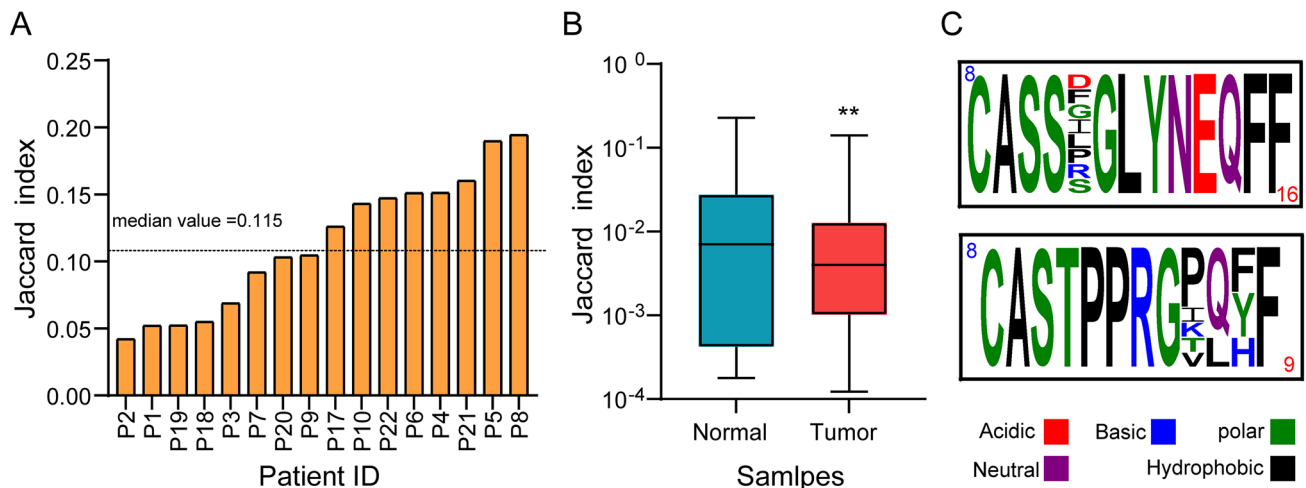 A
Jaccard index
0.25
0.20
0.15
0.10
0.05
0.00
median value =0.115
P2
P1
P19
P18
P3
P7
P20
P9
P17
P10
P22
P6
P4
P21
P5
P8
Patient ID
B
Jaccard index
10 0
10 -1
10 -2
10 -3
10 -4
**
Normal
Tumor
Samlpes
C
8
CASS
D
F
G
I
L
P
R
S
GLYNEQFF
16
8
CASTPPRG
P
I
K
T
V
Q
L
F
Y
H
F
9
Acidic
Basic
polar
Neutral
Hydrophobic